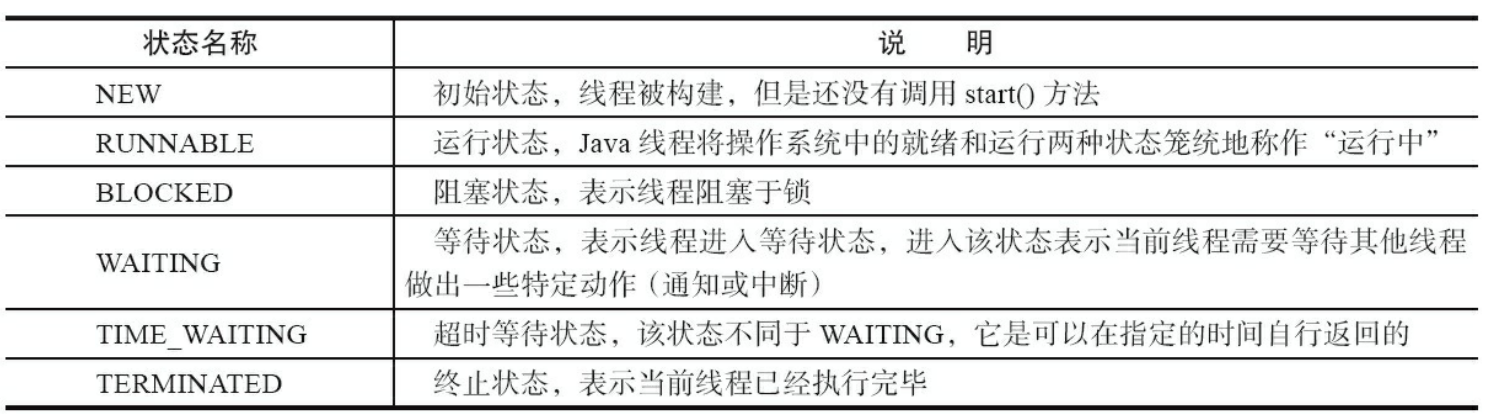 状态名称 说 明
NEW 初始状态，线程被构建，但是还没有调用 start() 方法
RUNNABLE 运行状态，Java 线程将操作系统中的就绪和运行两种状态笼统地称作“运行中”
BLOCKED 阻塞状态，表示线程阻塞于锁
WAITING 等待状态，表示线程进入等待状态，进入该状态表示当前线程需要等待其他线程
做出一些特定动作（通知或中断）
TIME_WAITING 超时等待状态，该状态不同于 WAITING，它是可以在指定的时间自行返回的
TERMINATED 终止状态，表示当前线程已经执行完毕